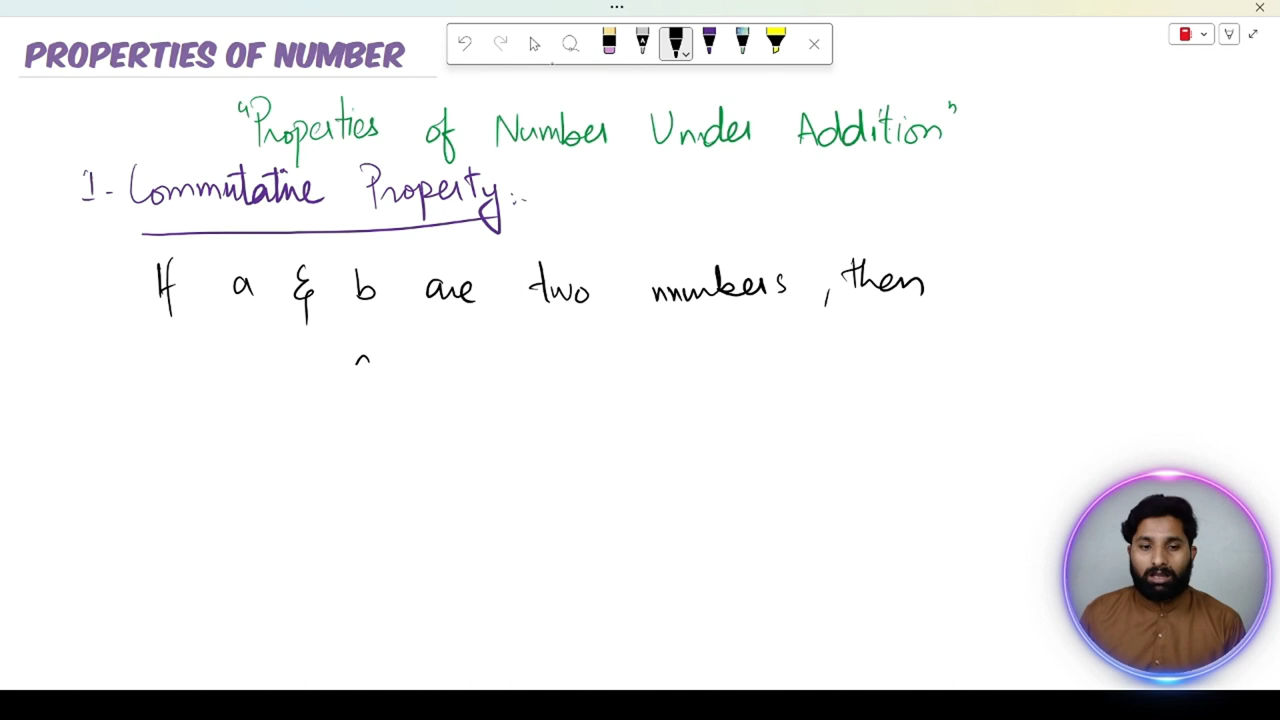 PROPERTIES OF NUMBER
"Properties of Number Under Addition"
1- Commutative Property:-
If a & b are two numbers, then